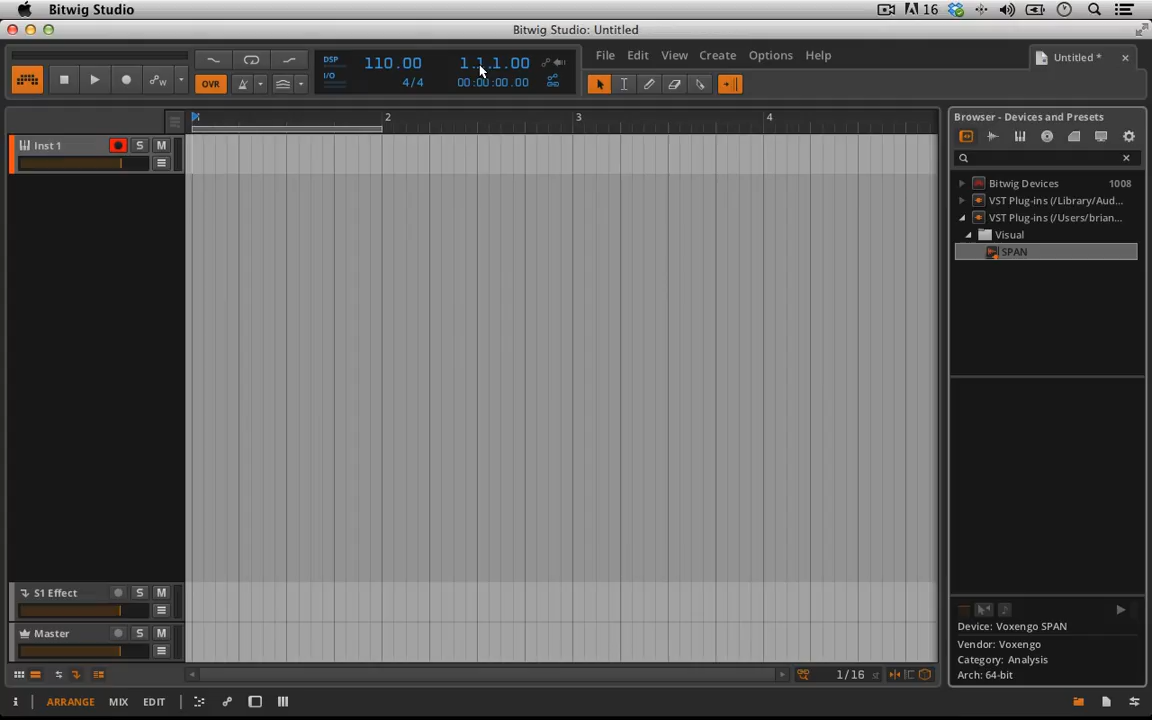 Bitwig Studio
16
Bitwig Studio: Untitled
DSP
110.00
1.1.1.00
I/O
4/4
00:00:00.00
OVR
File Edit View Create Options Help
Untitled *
Inst 1
S
M
2
3
4
Browser - Devices and Presets
Bitwig Devices 1008
VST Plug-ins (/Library/Aud...
VST Plug-ins (/Users/brian...
Visual
SPAN
S1 Effect
S
M
Master
S
M
1/16
Device: Voxengo SPAN
Vendor: Voxengo
Category: Analysis
Arch: 64-bit
i
ARRANGE
MIX
EDIT